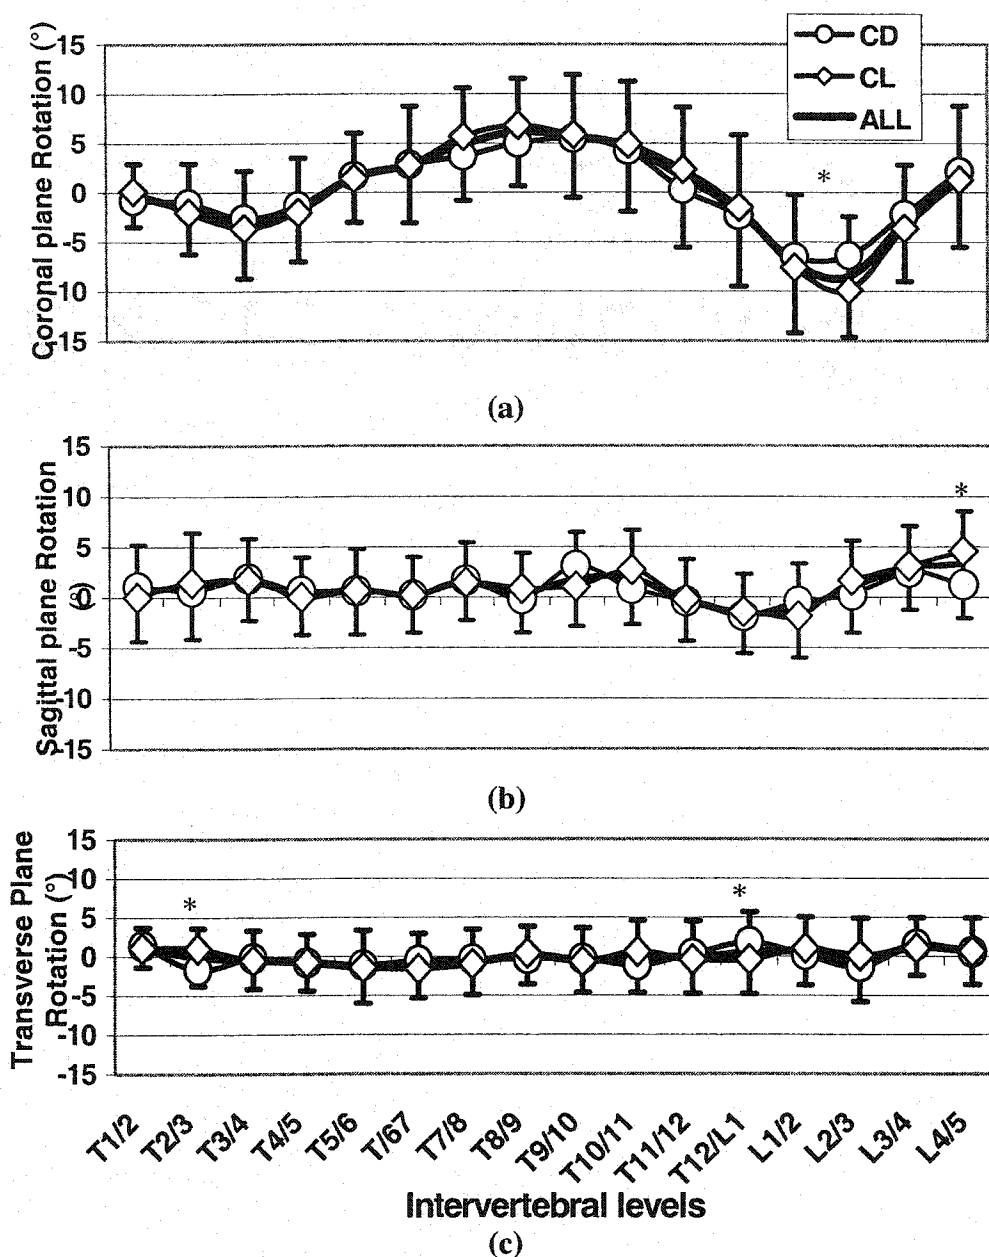 CD
CL
ALL
Coronal plane Rotation (°)
15
10
5
0
-5
-10
-15
*
(a)
Sagittal plane Rotation
15
10
5
0
-5
-10
-15
*
(b)
Transverse Plane
Rotation (°)
15
10
5
0
-5
-10
-15
*
*
T1/2
T2/3
T3/4
T4/5
T5/6
T/67
T7/8
T8/9
T9/10
T10/11
T11/12
T12/L1
L1/2
L2/3
L3/4
L4/5
Intervertebral levels
(c)